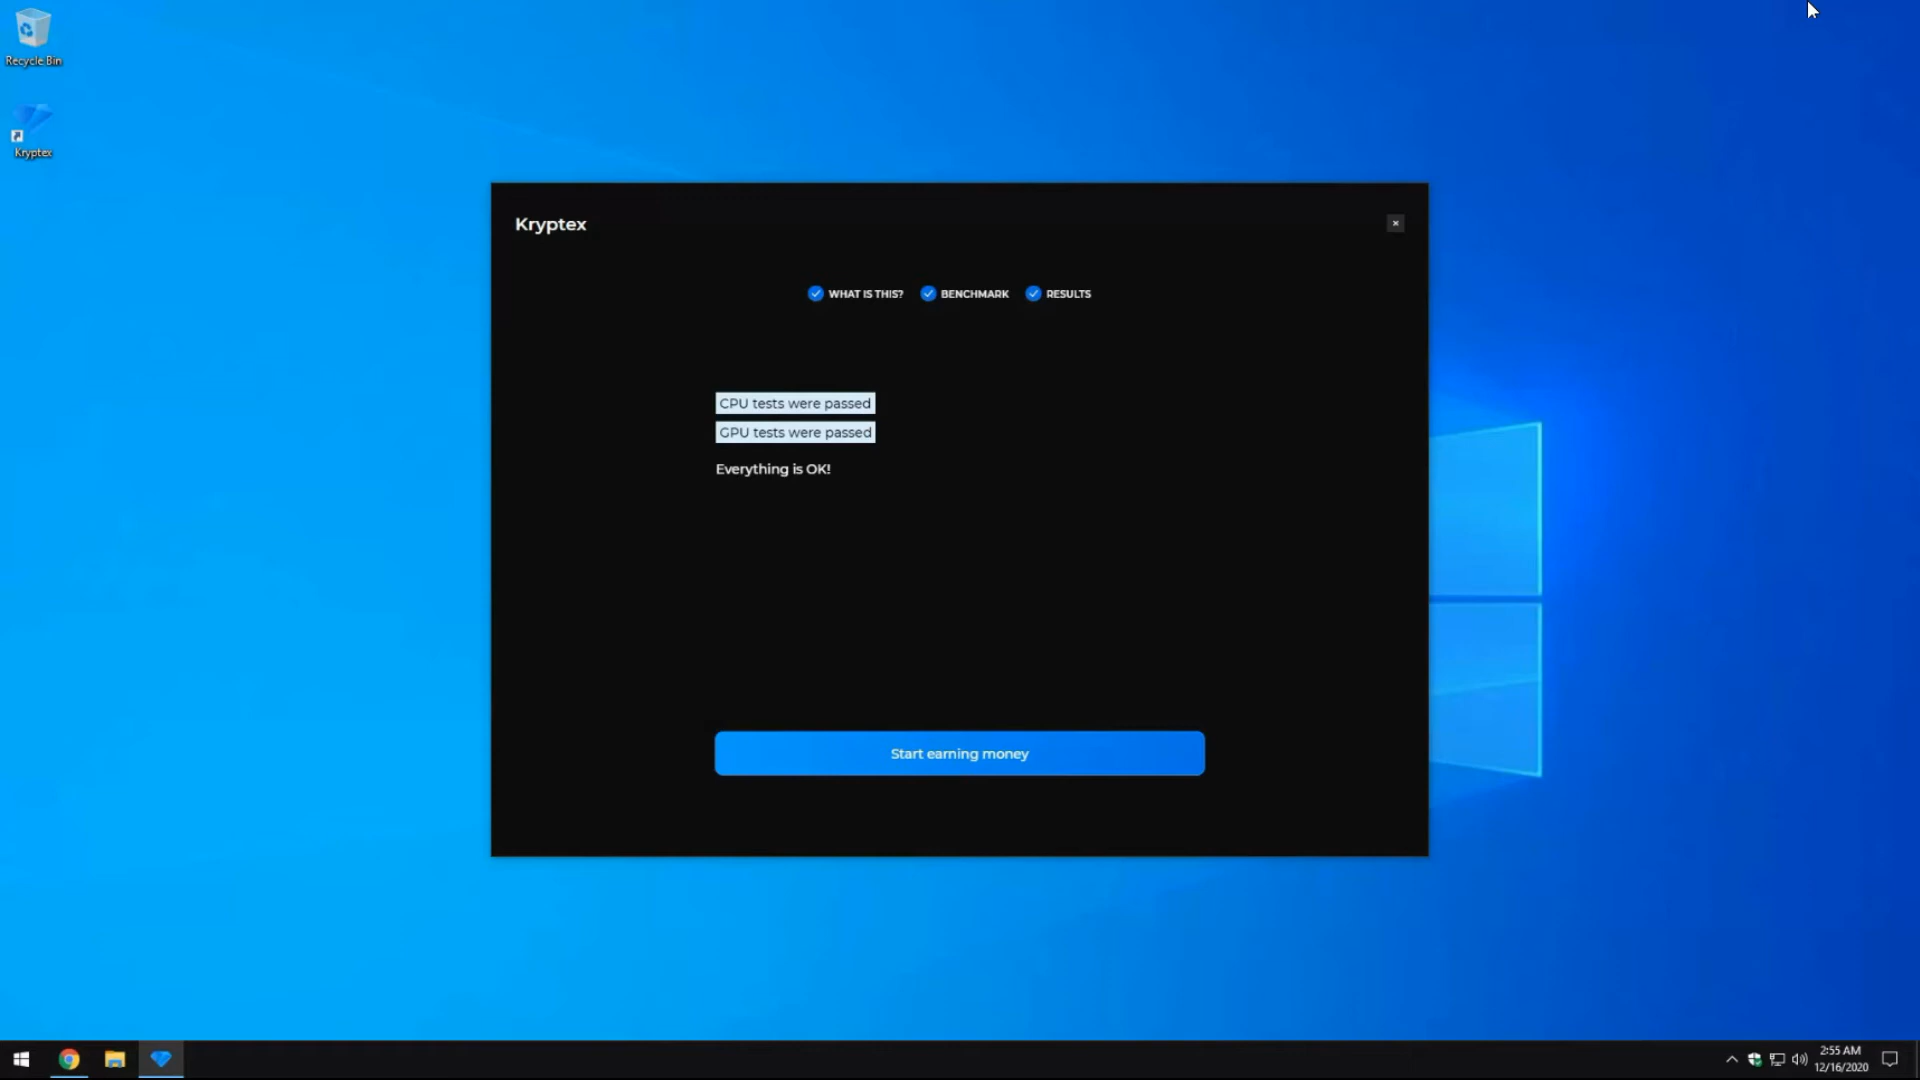 Recycle Bin
Kryptex
Kryptex
WHAT IS THIS? BENCHMARK RESULTS
CPU tests were passed
GPU tests were passed
Everything is OK!
Start earning money
2:55 AM
12/16/2020